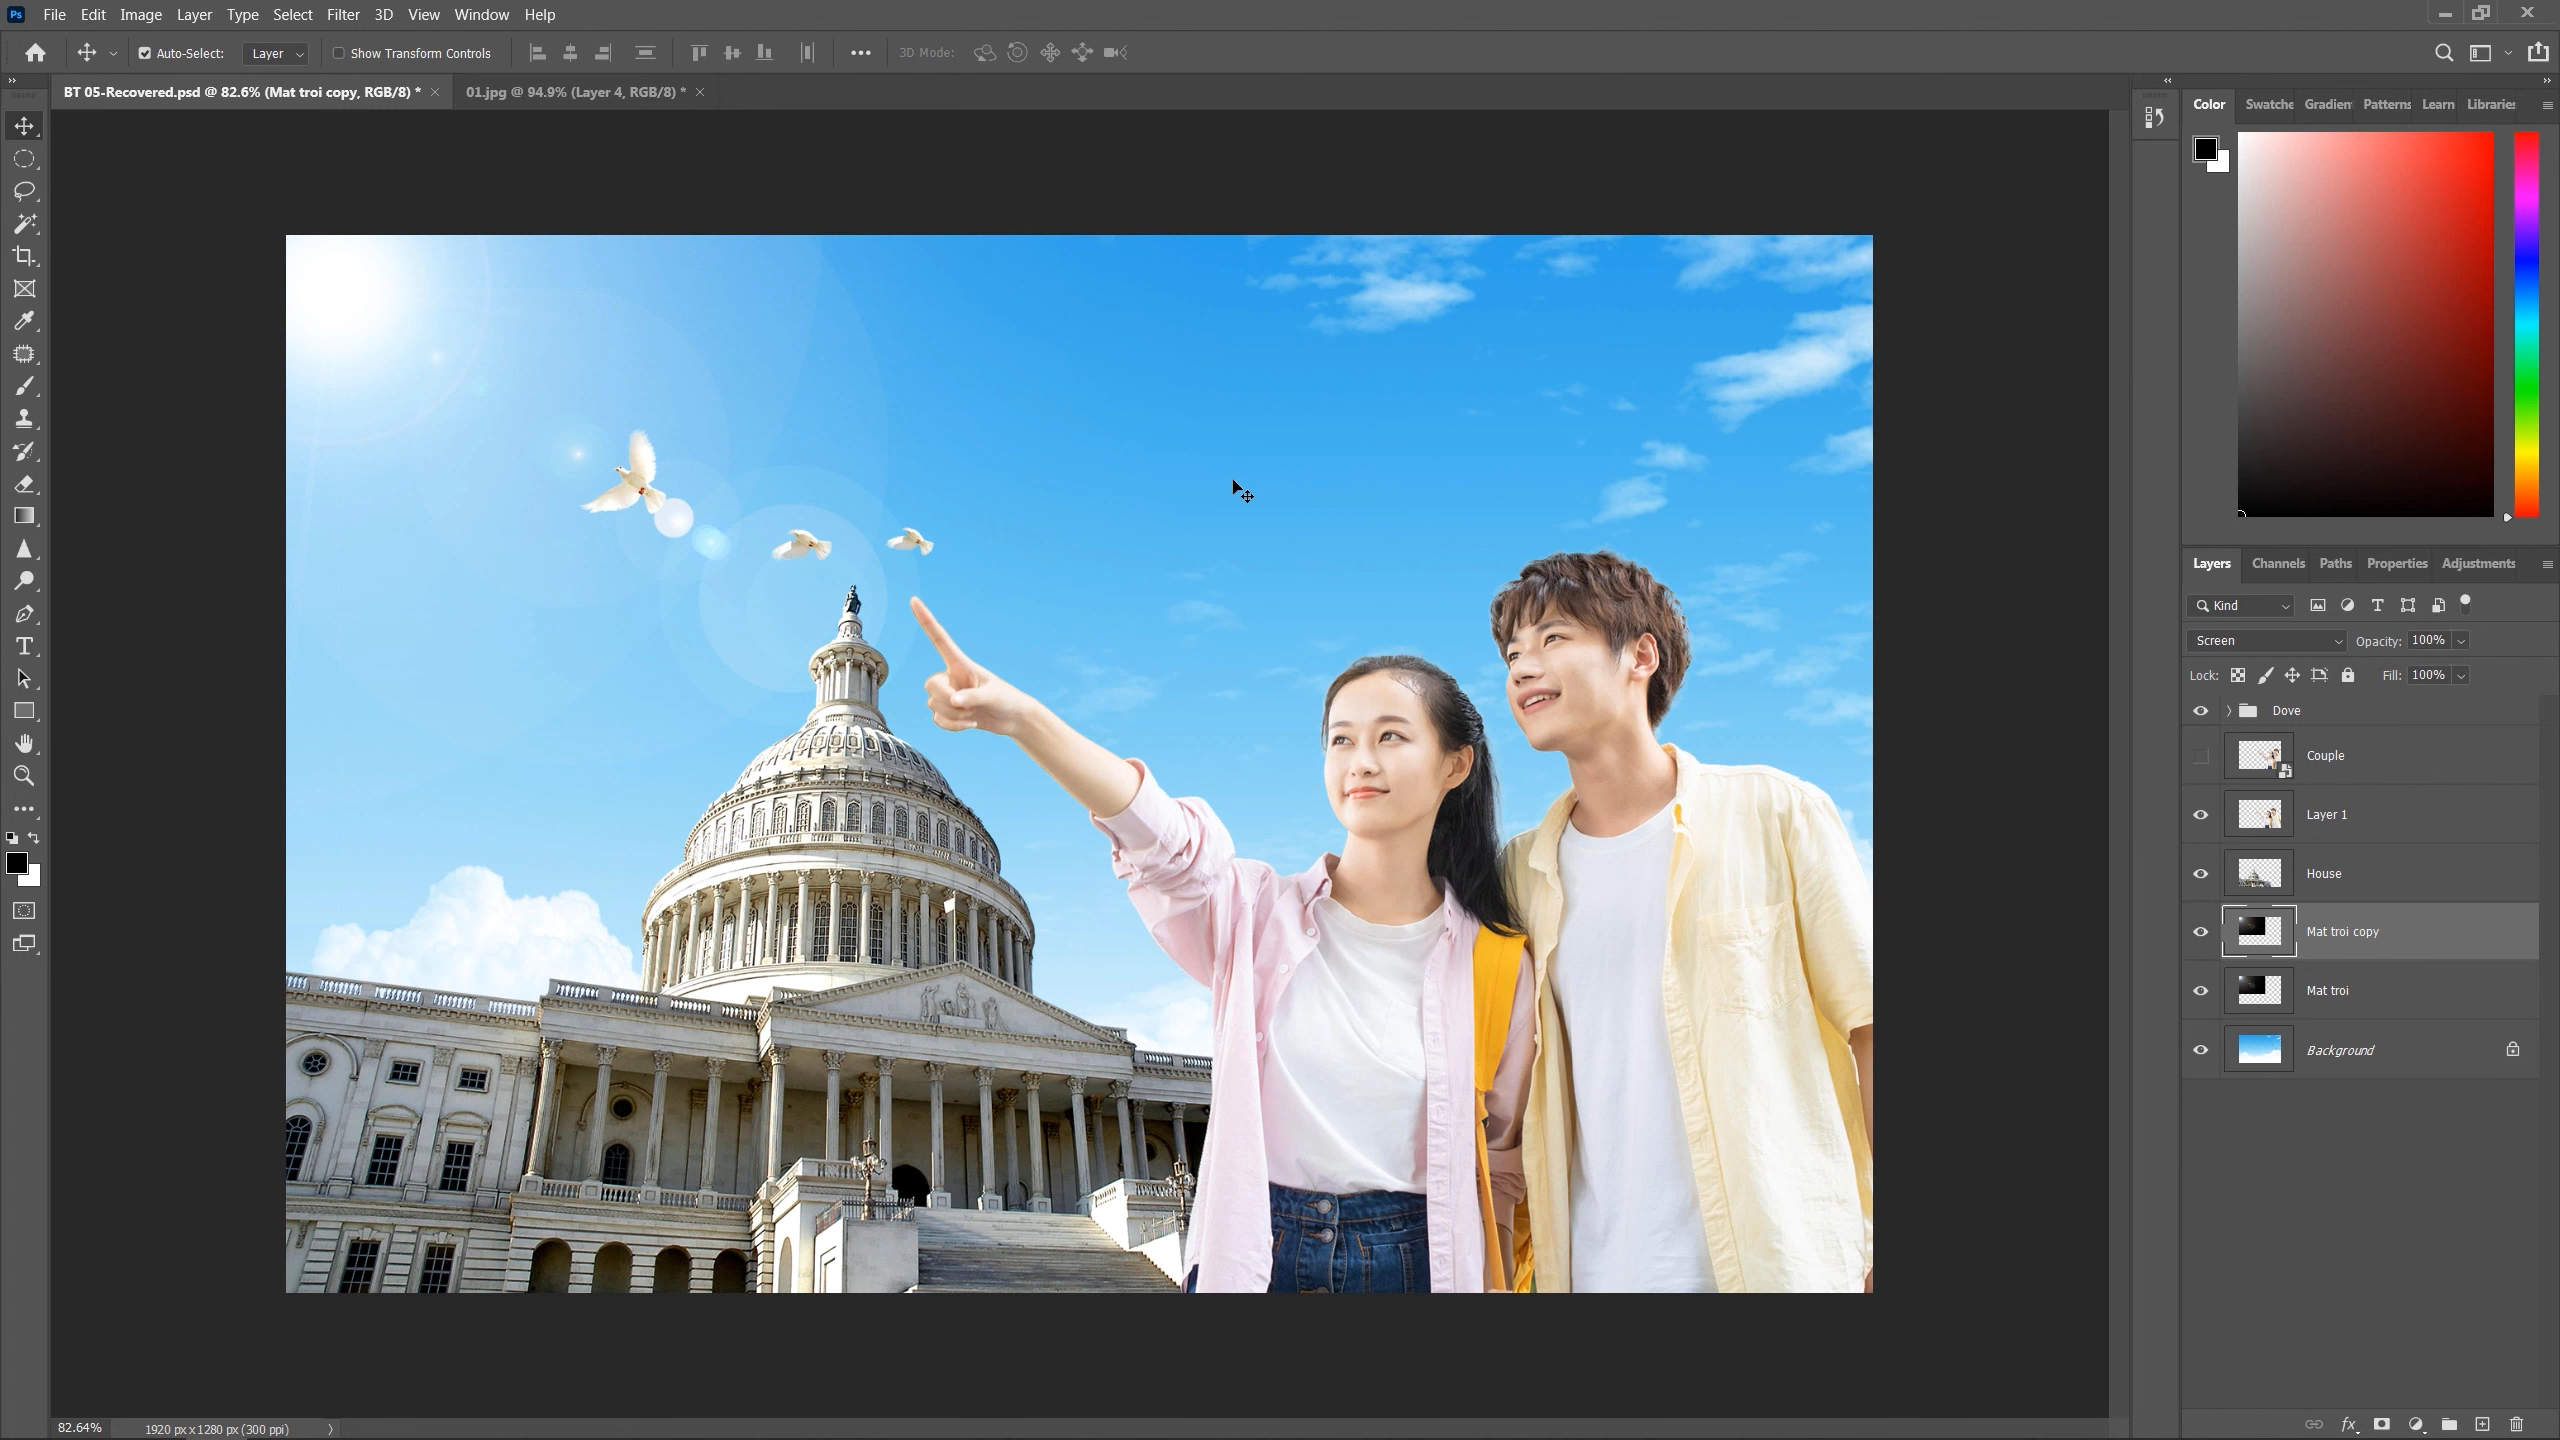 Ps File Edit Image Layer Type Select Filter 3D View Window Help
Auto-Select: Layer Show Transform Controls 3D Mode:
BT 05-Recovered.psd @ 82.6% (Mat troi copy, RGB/8) * × 01.jpg @ 94.9% (Layer 4, RGB/8) * ×
Color Swatche Gradien Patterns Learn Libraries
Layers Channels Paths Properties Adjustments
Kind
Screen Opacity: 100%
Lock: Fill: 100%
Dove
Couple
Layer 1
House
Mat troi copy
Mat troi
Background
82.64% 1920 px x 1280 px (300 ppi)